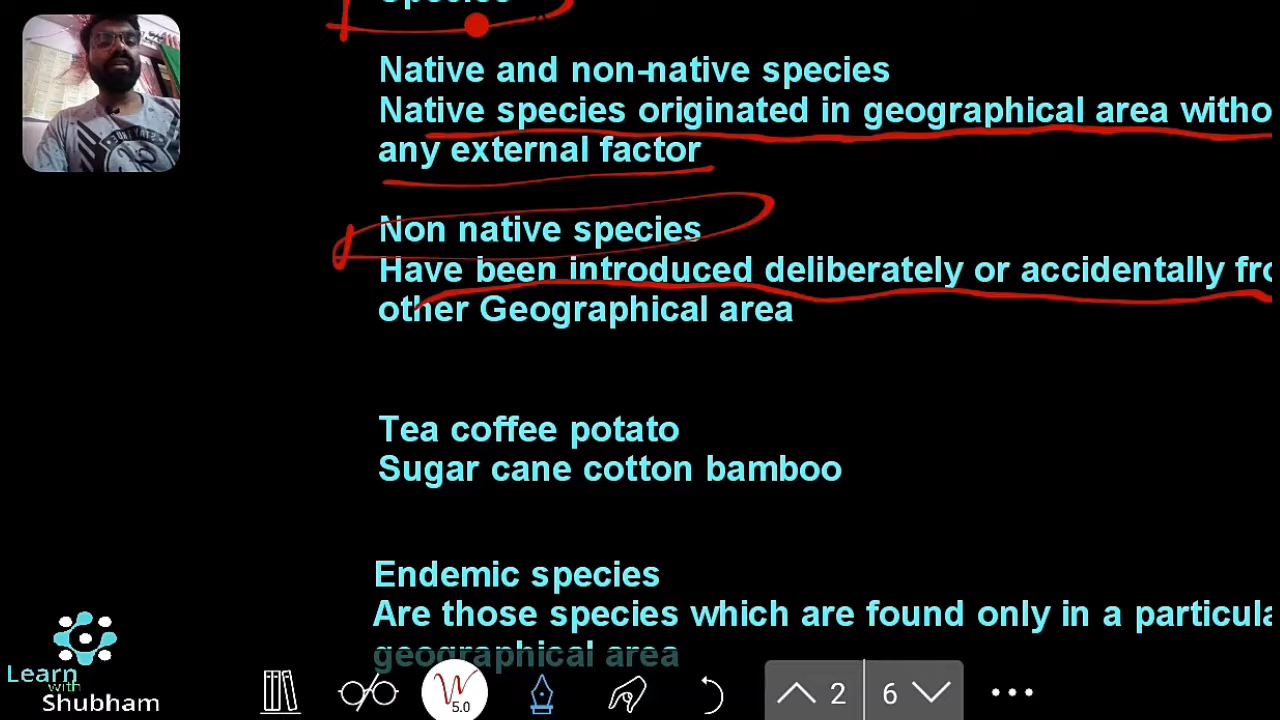 Species
Native and non-native species
Native species originated in geographical area witho
any external factor
Non native species
Have been introduced deliberately or accidentally fro
other Geographical area
Tea coffee potato
Sugar cane cotton bamboo
Endemic species
Are those species which are found only in a particula
geographical area
Learn
with
Shubham
5.0
2
6